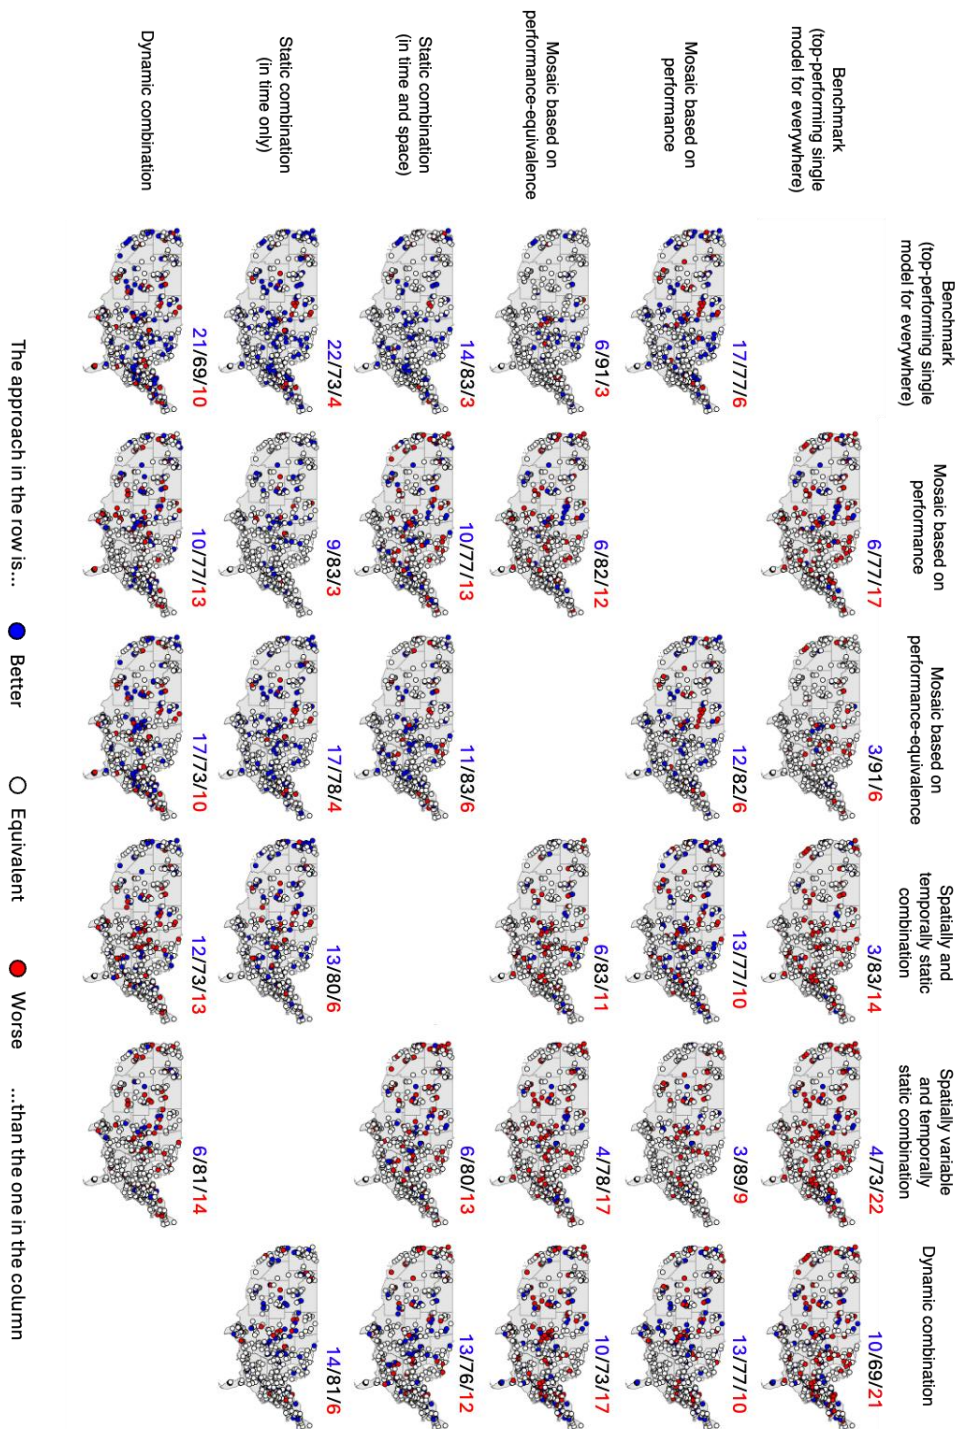 Benchmark
(top-performing single
model for everywhere)
Mosaic based on
performance
Mosaic based on
performance-equivalence
Spatially and
temporally static
combination
Spatially variable
and temporally
static combination
Dynamic combination
Benchmark
(top-performing single
model for everywhere)
6/77/17
3/91/6
3/83/14
4/73/22
10/69/21
Mosaic based on
performance
17/77/6
12/82/6
13/77/10
3/89/9
13/77/10
Mosaic based on
performance-equivalence
6/91/3
6/82/12
6/83/11
4/78/17
10/73/17
Static combination
(in time and space)
14/83/3
10/77/13
11/83/6
6/80/13
13/76/12
Static combination
(in time only)
22/73/4
9/83/3
17/78/4
13/80/6
14/81/6
Dynamic combination
21/69/10
10/77/13
17/73/10
12/73/13
6/81/14
The approach in the row is... Better Equivalent Worse ...than the one in the column